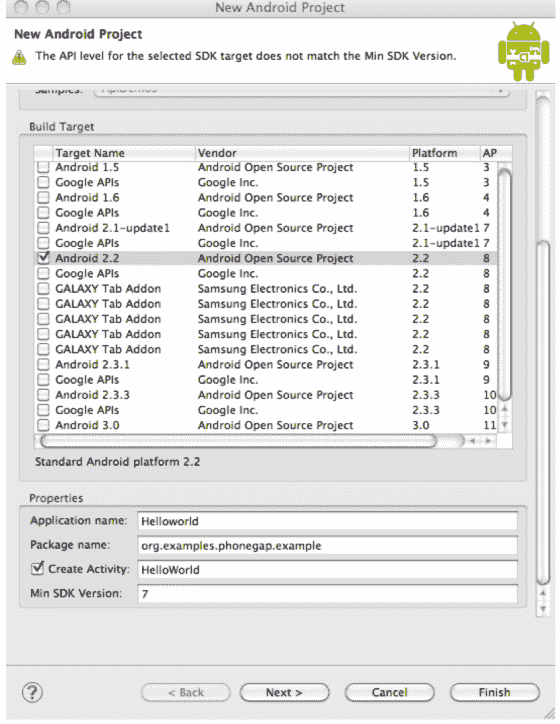 New Android Project
New Android Project
The API level for the selected SDK target does not match the Min SDK Version.
Samples: ApiDemos
Build Target
Target Name Vendor Platform AP
Android 1.5 Android Open Source Project 1.5 3
Google APIs Google Inc. 1.5 3
Android 1.6 Android Open Source Project 1.6 4
Google APIs Google Inc. 1.6 4
Android 2.1-update1 Android Open Source Project 2.1-update1 7
Google APIs Google Inc. 2.1-update1 7
Android 2.2 Android Open Source Project 2.2 8
Google APIs Google Inc. 2.2 8
GALAXY Tab Addon Samsung Electronics Co., Ltd. 2.2 8
GALAXY Tab Addon Samsung Electronics Co., Ltd. 2.2 8
GALAXY Tab Addon Samsung Electronics Co., Ltd. 2.2 8
GALAXY Tab Addon Samsung Electronics Co., Ltd. 2.2 8
GALAXY Tab Addon Samsung Electronics Co., Ltd. 2.2 8
Android 2.3.1 Android Open Source Project 2.3.1 9
Google APIs Google Inc. 2.3.1 9
Android 2.3.3 Android Open Source Project 2.3.3 10
Google APIs Google Inc. 2.3.3 10
Android 3.0 Android Open Source Project 3.0 11
Standard Android platform 2.2
Properties
Application name: Helloworld
Package name: org.examples.phonegap.example
Create Activity: HelloWorld
Min SDK Version: 7
? < Back Next > Cancel Finish